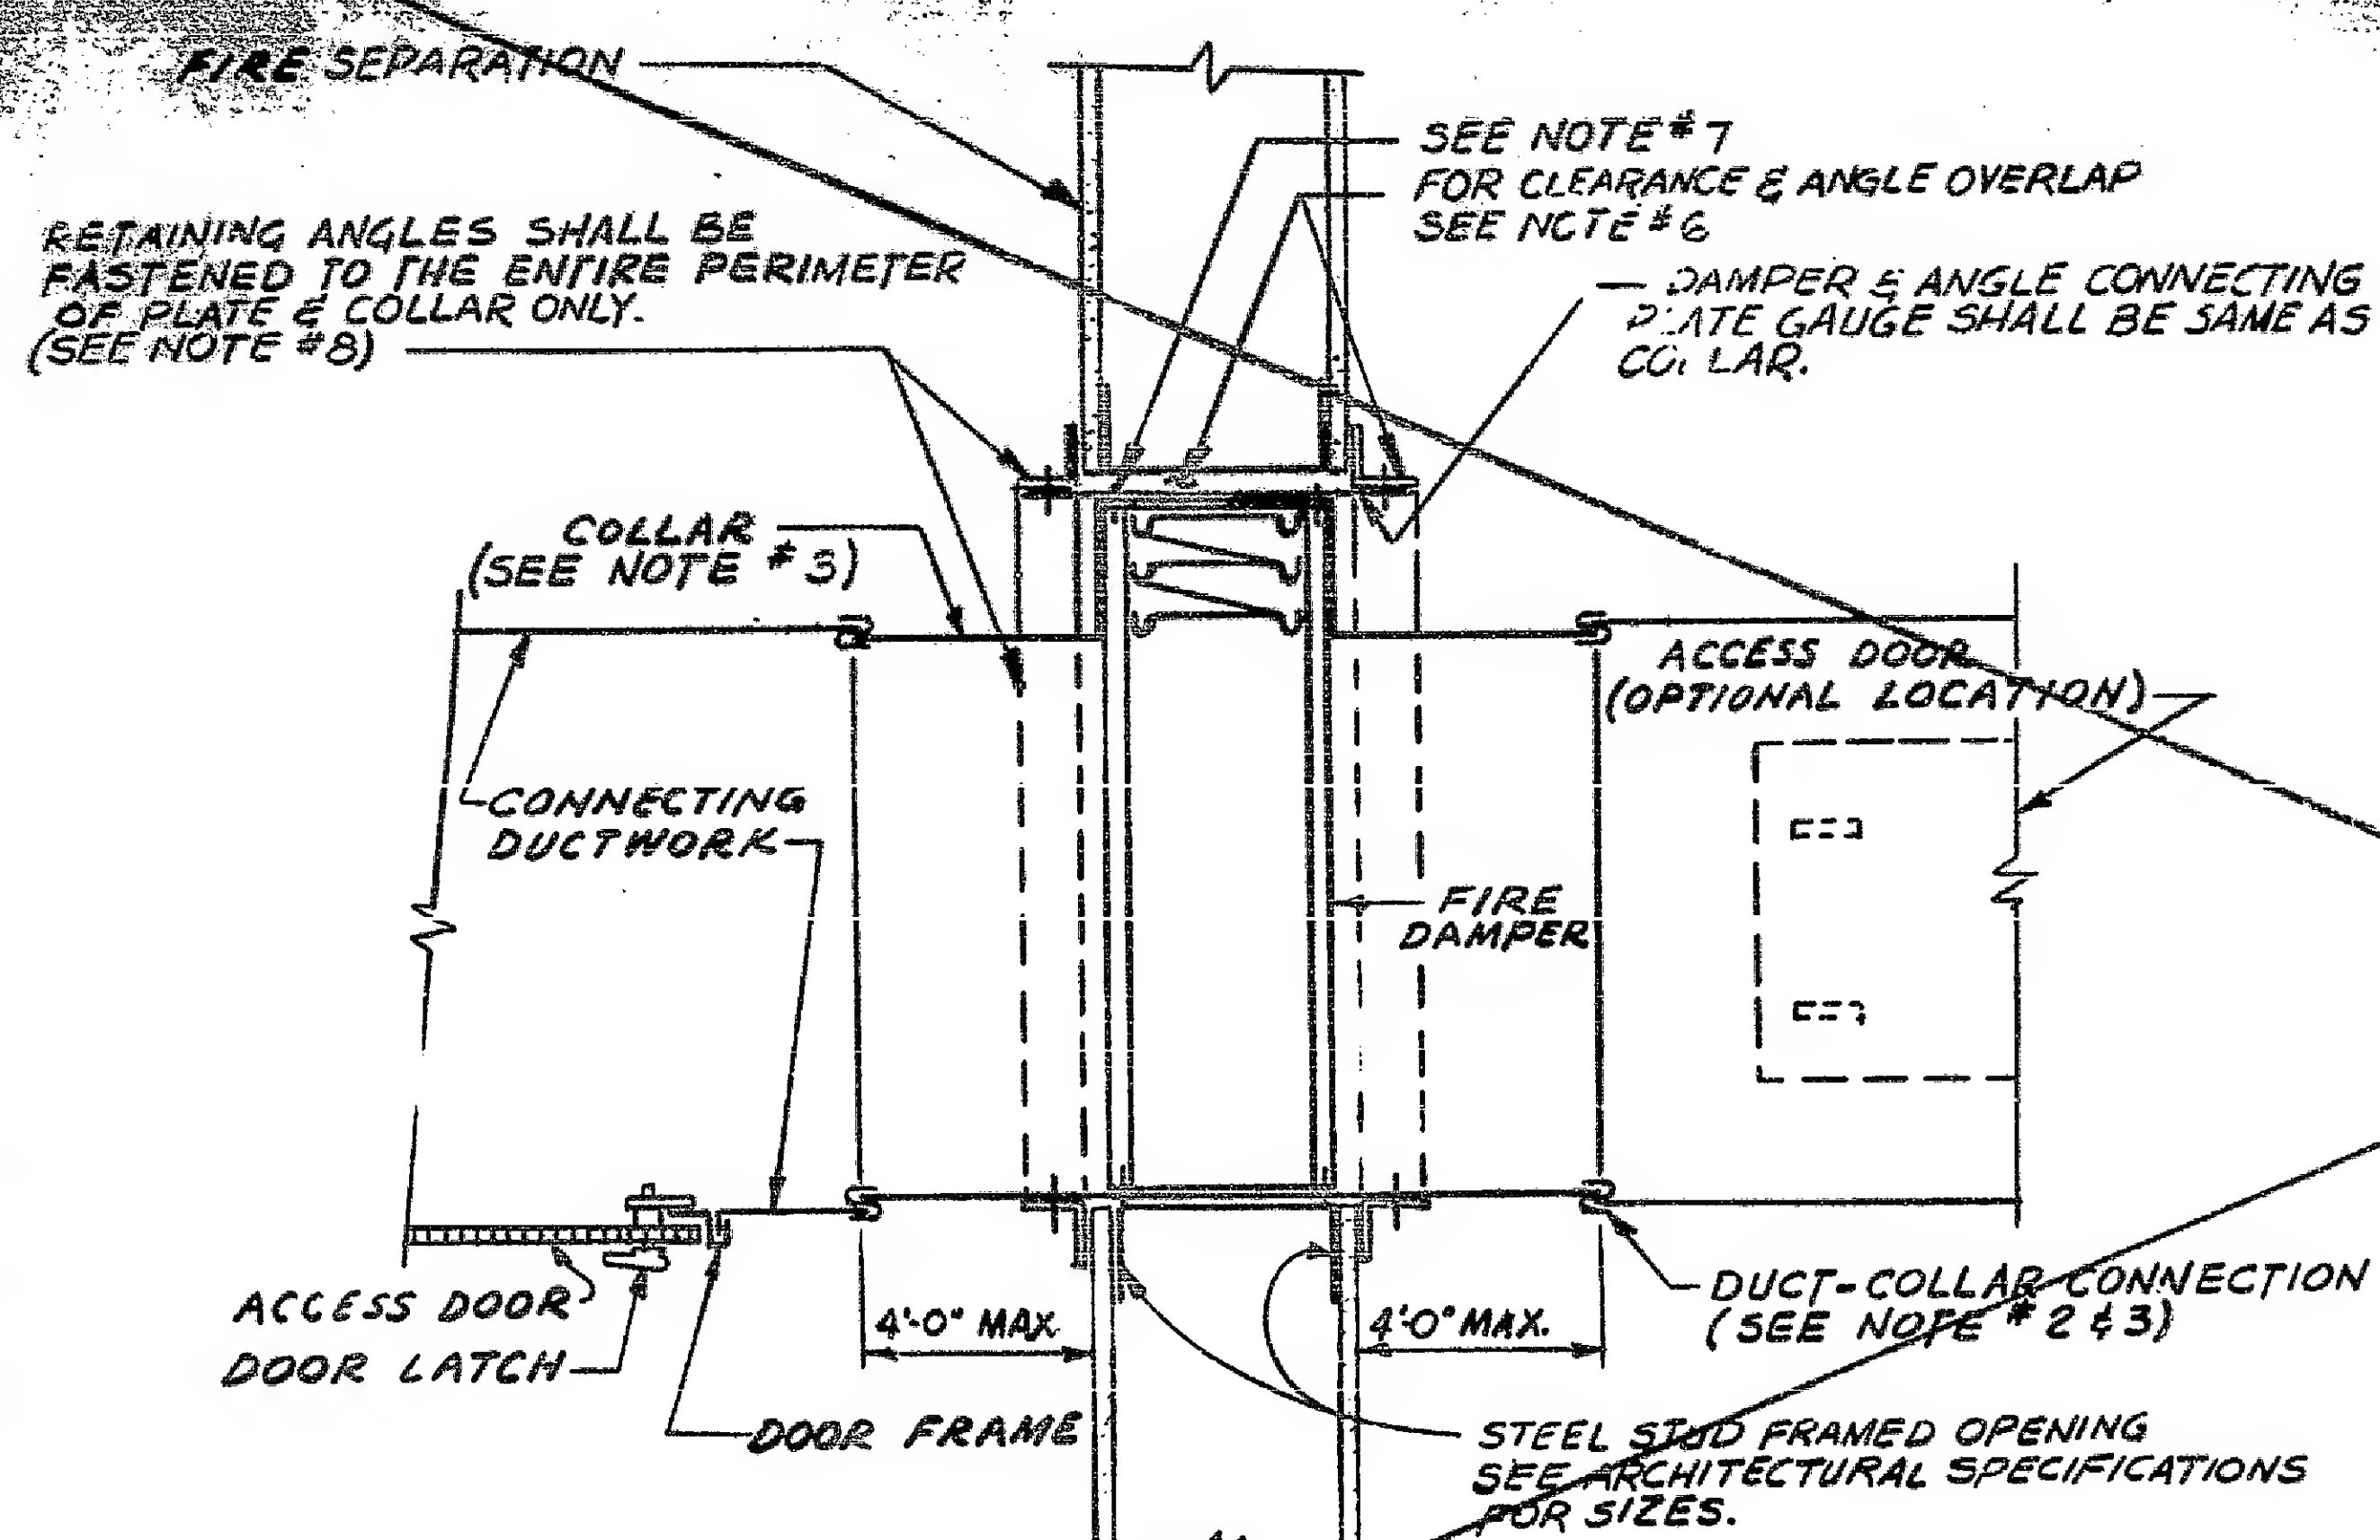 FIRE SEPARATION
SEE NOTE #7
FOR CLEARANCE & ANGLE OVERLAP
SEE NOTE #6
RETAINING ANGLES SHALL BE
FASTENED TO THE ENTIRE PERIMETER
OF PLATE & COLLAR ONLY.
(SEE NOTE #8)
DAMPER & ANGLE CONNECTING
PLATE GAUGE SHALL BE SAME AS
COLLAR.
COLLAR
(SEE NOTE #3)
ACCESS DOOR
(OPTIONAL LOCATION)
CONNECTING
DUCTWORK
FIRE
DAMPER
ACCESS DOOR
DOOR LATCH
DOOR FRAME
4'-0" MAX.
4'-0" MAX.
DUCT-COLLAR CONNECTION
(SEE NOTE #2 & 3)
STEEL STUD FRAMED OPENING
SEE ARCHITECTURAL SPECIFICATIONS
FOR SIZES.